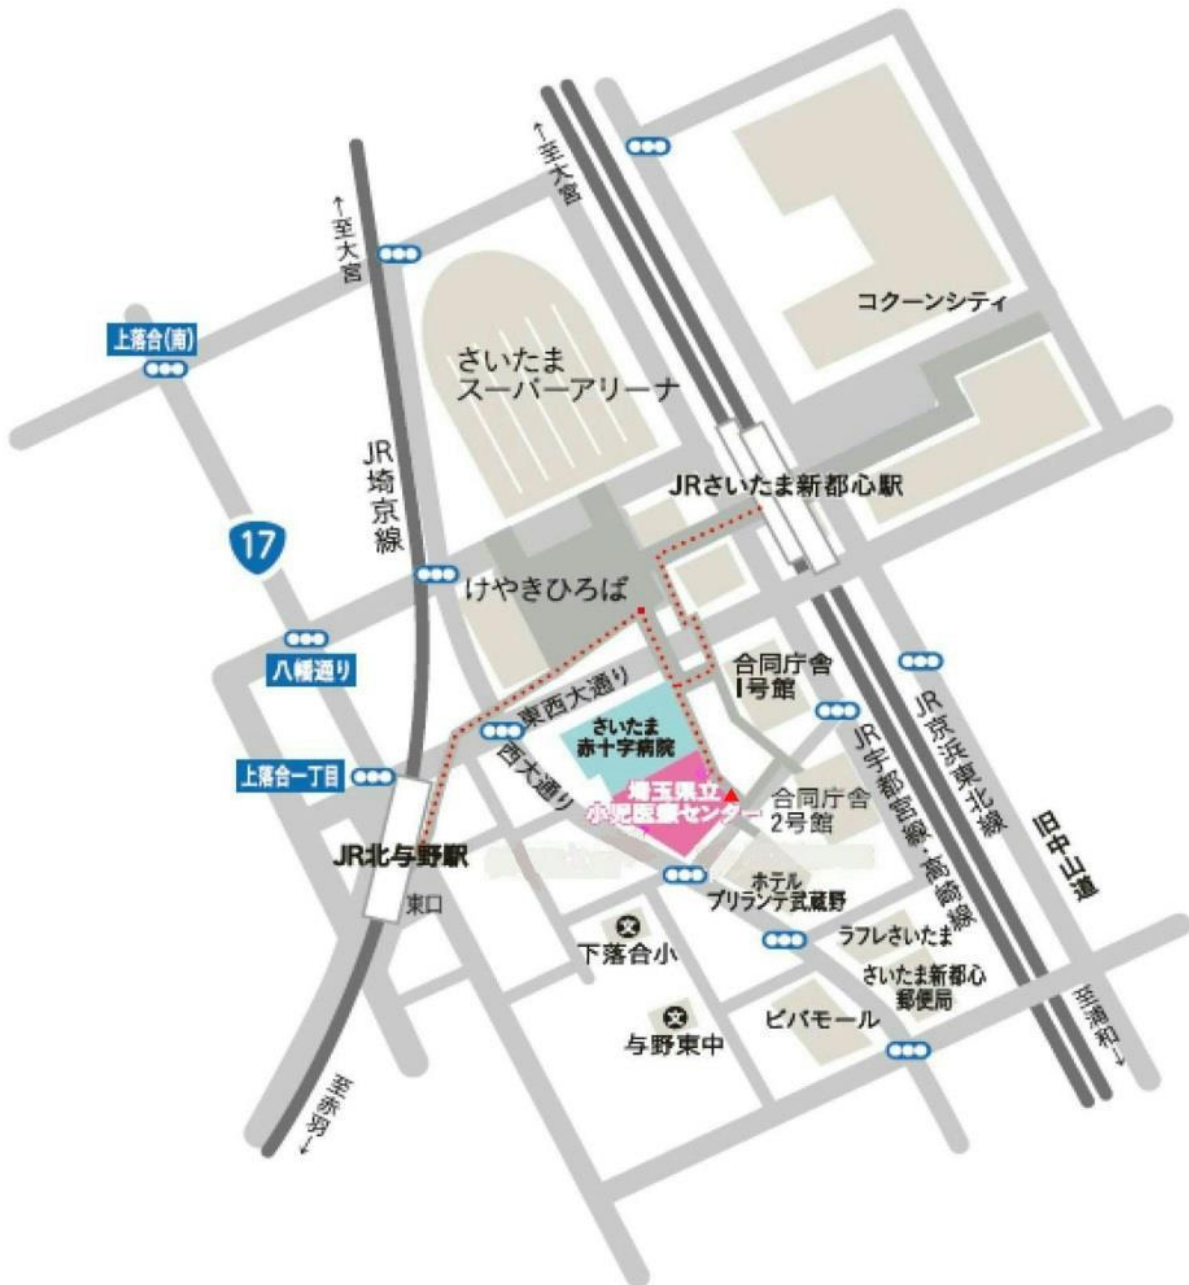 ←至大宮
←至大宮
コクーンシティ
上落合(南)
さいたま
スーパーアリーナ
JR埼京線
JRさいたま新都心駅
17
けやきひろば
八幡通り
東西大通り
合同庁舎
1号館
さいたま
赤十字病院
上落合一丁目
西大通り
埼玉県立
小児医療センター
合同庁舎
2号館
JR宇都宮線・高崎線
JR京浜東北線
旧中山道
JR北与野駅
東口
ホテル
ブリランテ武蔵野
文
下落合小
ラフレさいたま
さいたま新都心
郵便局
文
与野東中
ビバモール
至浦和→
至赤羽→